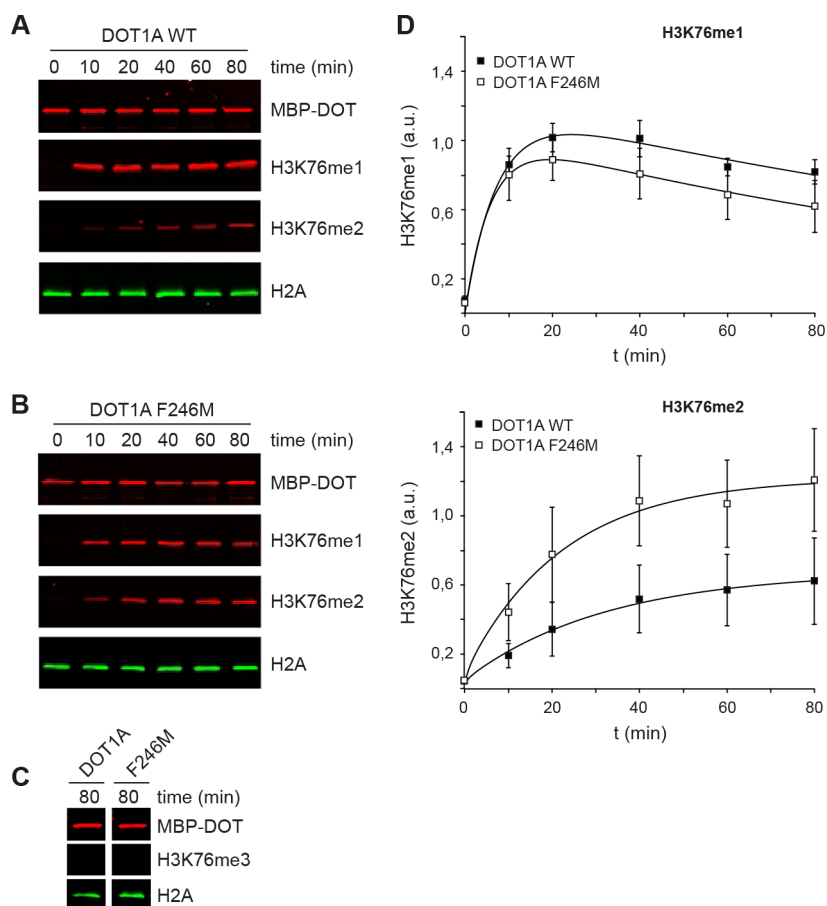 A
DOT1A WT
0 10 20 40 60 80 time (min)
MBP-DOT
H3K76me1
H3K76me2
H2A
B
DOT1A F246M
0 10 20 40 60 80 time (min)
MBP-DOT
H3K76me1
H3K76me2
H2A
C
DOT1A F246M
80 80 time (min)
MBP-DOT
H3K76me3
H2A
D
H3K76me1
DOT1A WT
DOT1A F246M
H3K76me1 (a.u.)
1,4
1,0
0,6
0,2
0 20 40 60 80
t (min)
H3K76me2
DOT1A WT
DOT1A F246M
H3K76me2 (a.u.)
1,4
1,0
0,6
0,2
0 20 40 60 80
t (min)